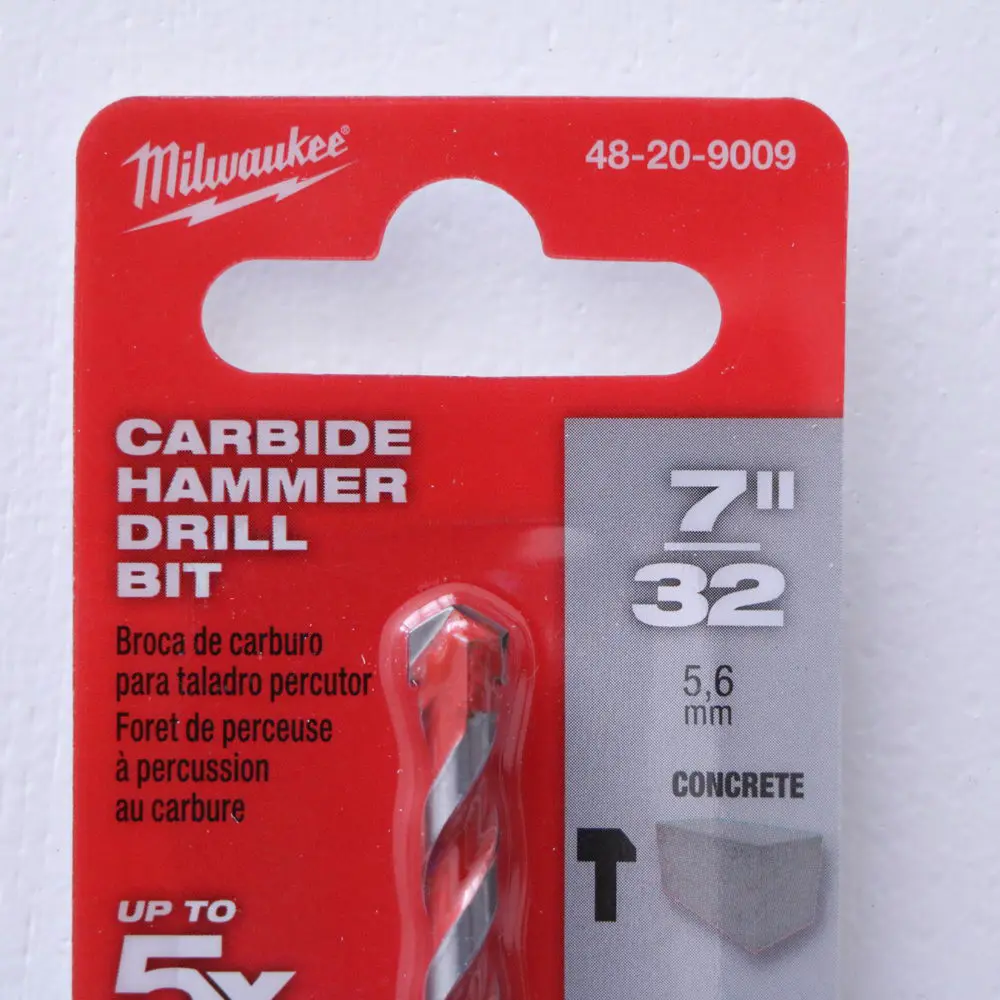 Milwaukee®
48-20-9009
CARBIDE
HAMMER
DRILL
BIT
Broca de carburo
para taladro percutor
Foret de perceuse
à percussion
au carbure
UP TO
5X
7"
32
5,6
mm
CONCRETE